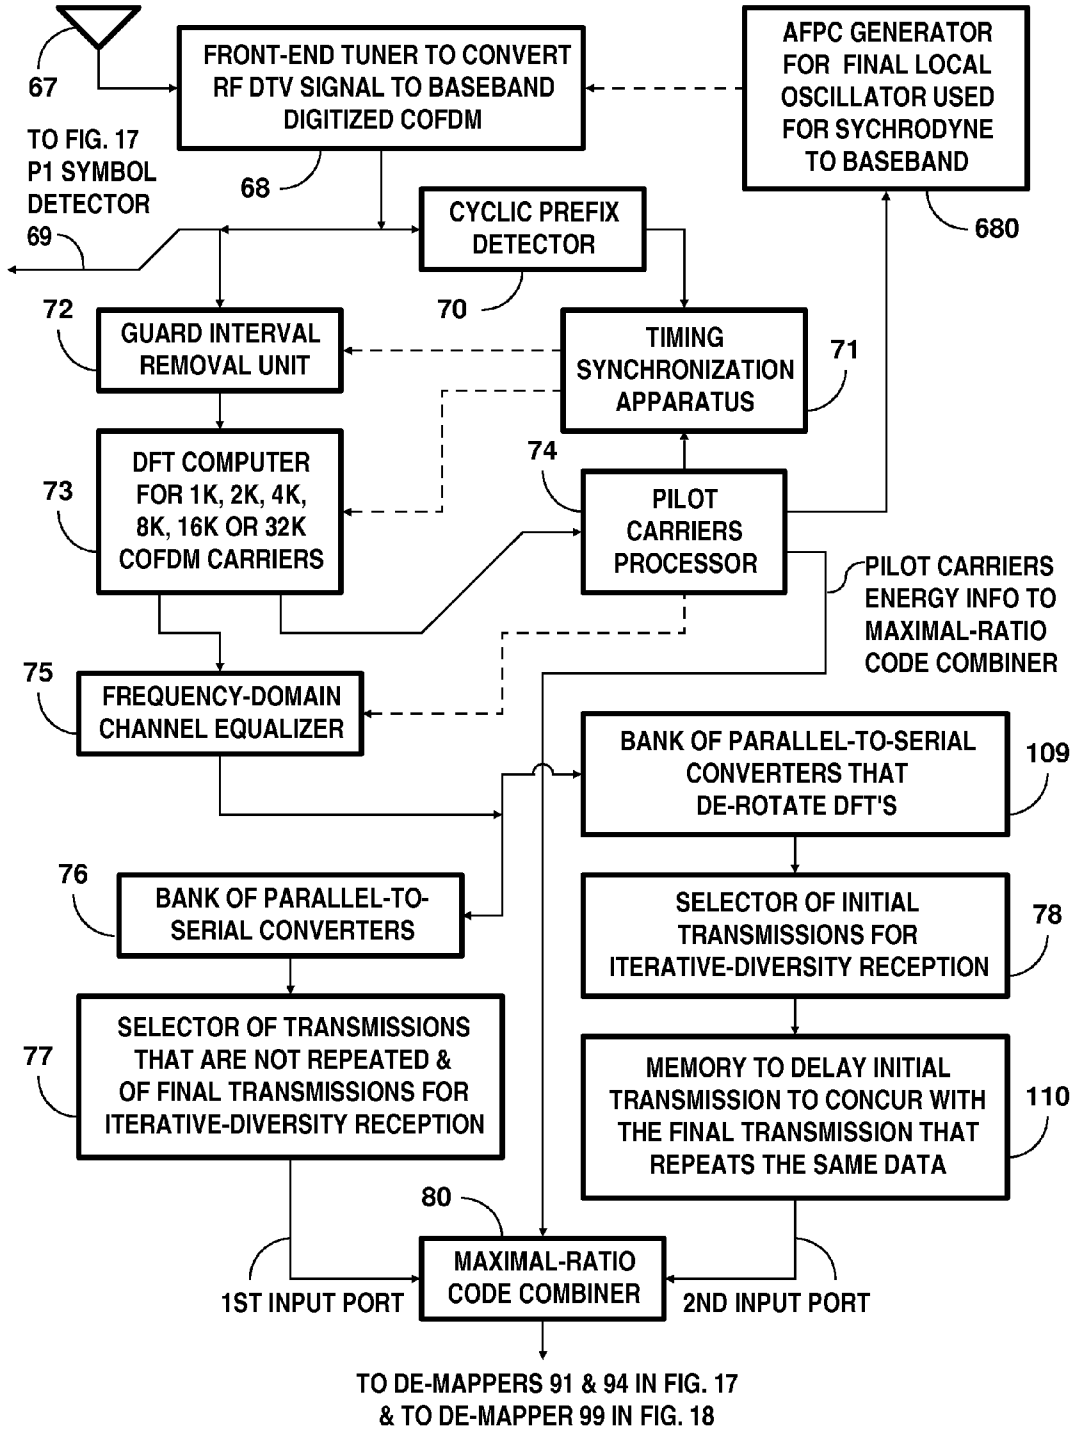 67
FRONT-END TUNER TO CONVERT
RF DTV SIGNAL TO BASEBAND
DIGITIZED COFDM
68
AFPC GENERATOR
FOR FINAL LOCAL
OSCILLATOR USED
FOR SYCHRODYNE
TO BASEBAND
680
TO FIG. 17
P1 SYMBOL
DETECTOR
69
CYCLIC PREFIX
DETECTOR
70
72
GUARD INTERVAL
REMOVAL UNIT
TIMING
SYNCHRONIZATION
APPARATUS
71
73
DFT COMPUTER
FOR 1K, 2K, 4K,
8K, 16K OR 32K
COFDM CARRIERS
74
PILOT
CARRIERS
PROCESSOR
PILOT CARRIERS
ENERGY INFO TO
MAXIMAL-RATIO
CODE COMBINER
75
FREQUENCY-DOMAIN
CHANNEL EQUALIZER
BANK OF PARALLEL-TO-SERIAL
CONVERTERS THAT
DE-ROTATE DFT'S
109
76
BANK OF PARALLEL-TO-
SERIAL CONVERTERS
SELECTOR OF INITIAL
TRANSMISSIONS FOR
ITERATIVE-DIVERSITY RECEPTION
78
77
SELECTOR OF TRANSMISSIONS
THAT ARE NOT REPEATED &
OF FINAL TRANSMISSIONS FOR
ITERATIVE-DIVERSITY RECEPTION
MEMORY TO DELAY INITIAL
TRANSMISSION TO CONCUR WITH
THE FINAL TRANSMISSION THAT
REPEATS THE SAME DATA
110
80
MAXIMAL-RATIO
CODE COMBINER
1ST INPUT PORT
2ND INPUT PORT
TO DE-MAPPERS 91 & 94 IN FIG. 17
& TO DE-MAPPER 99 IN FIG. 18